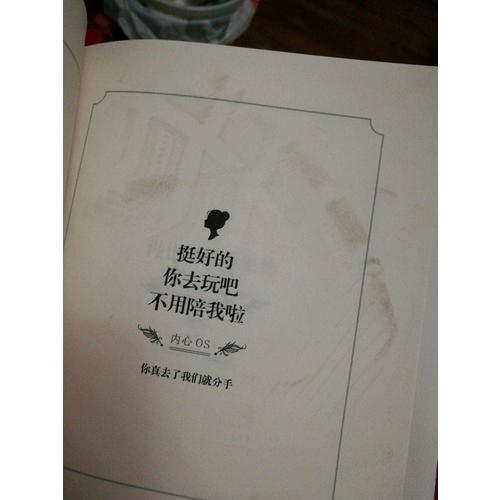 挺好的
你去玩吧
不用陪我啦
内心 OS
你真去了我们就分手